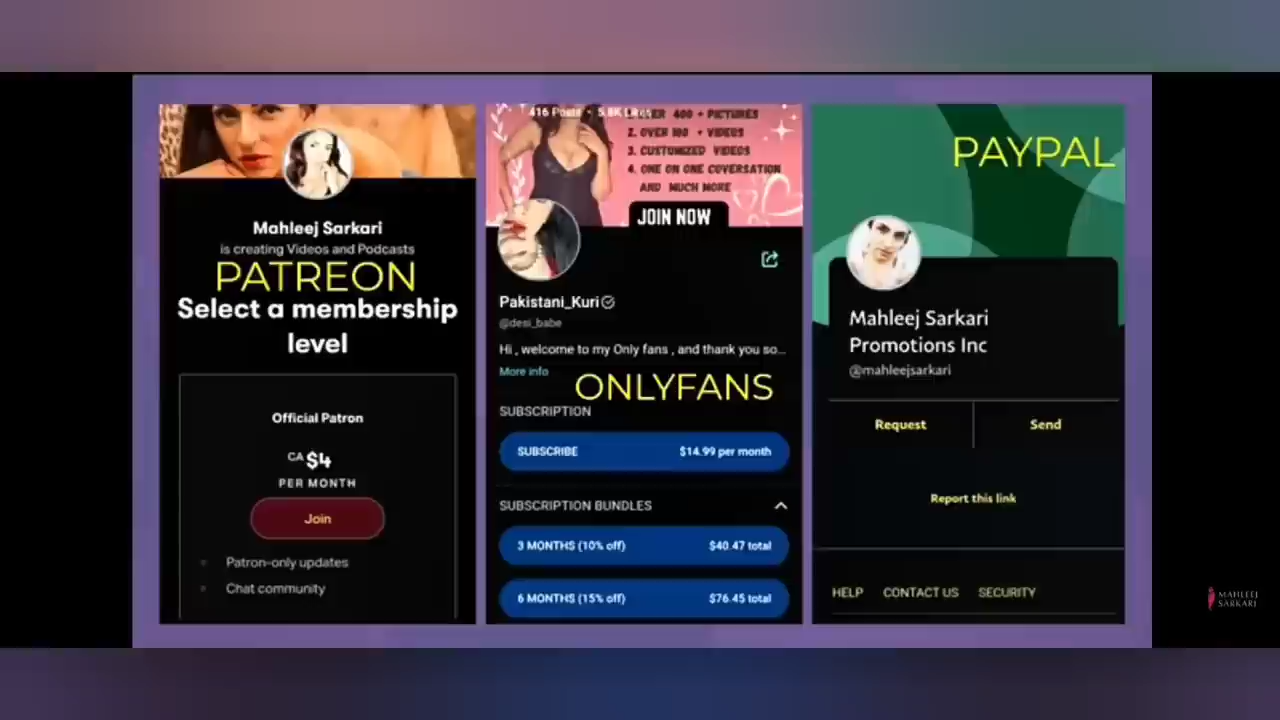 Mahleej Sarkari
is creating Videos and Podcasts
PATREON
Select a membership
level
Official Patron
CA $4
PER MONTH
Join
Patron-only updates
Chat community
416 Posts • 5.8K Likes
OVER 400 + PICTURES
2. OVER 100 + VIDEOS
3. CUSTOMIZED VIDEOS
4. ONE ON ONE COVERSATION
AND MUCH MORE
JOIN NOW
Pakistani_Kuri
@desi_babe
Hi , welcome to my Only fans , and thank you so...
More info
ONLYFANS
SUBSCRIPTION
SUBSCRIBE $14.99 per month
SUBSCRIPTION BUNDLES
3 MONTHS (10% off) $40.47 total
6 MONTHS (15% off) $76.45 total
PAYPAL
Mahleej Sarkari
Promotions Inc
@mahleejsarkari
Request Send
Report this link
HELP CONTACT US SECURITY
MAHLEEJ
SARKARI